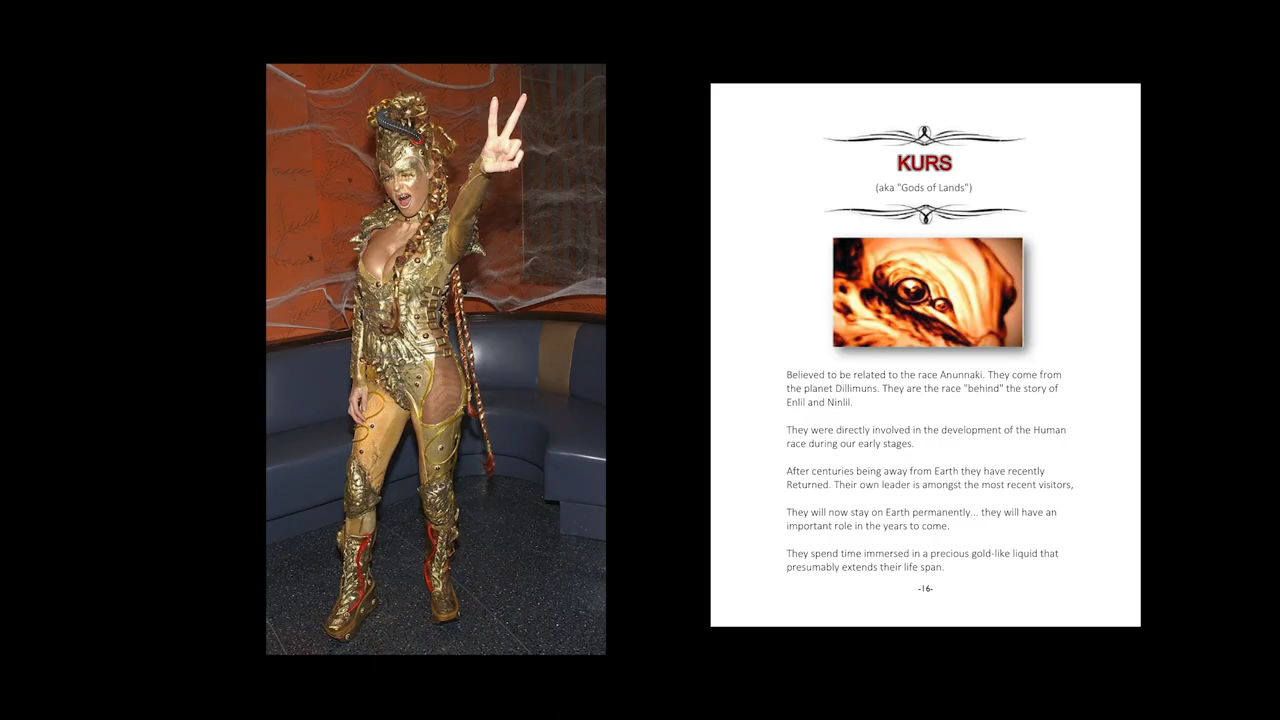 KURS
(aka "Gods of Lands")
Believed to be related to the race Anunnaki. They come from
the planet Dillimuns. They are the race "behind" the story of
Enlil and Ninlil.
They were directly involved in the development of the Human
race during our early stages.
After centuries being away from Earth they have recently
Returned. Their own leader is amongst the most recent visitors,
They will now stay on Earth permanently... they will have an
important role in the years to come.
They spend time immersed in a precious gold-like liquid that
presumably extends their life span.
-16-